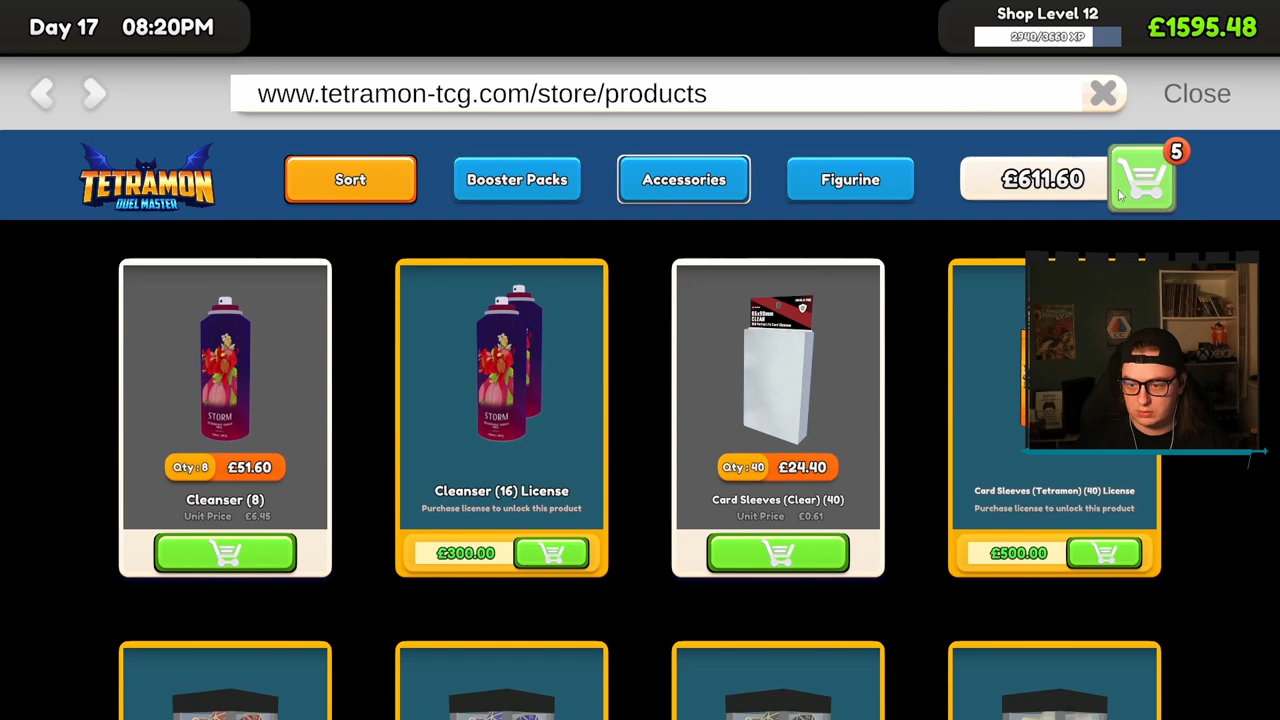 Day 17 08:20PM
Shop Level 12
2940/3660 XP
£1595.48
www.tetramon-tcg.com/store/products
Close
TETRAMON
DUEL MASTER
Sort
Booster Packs
Accessories
Figurine
£611.60
5
STORM
Qty : 8 £51.60
Cleanser (8)
Unit Price £6.45
STORM
Cleanser (16) License
Purchase license to unlock this product
£300.00
CLEAR
Qty : 40 £24.40
Card Sleeves (Clear) (40)
Unit Price £0.61
XBOX
Card Sleeves (Tetramon) (40) License
Purchase license to unlock this product
£500.00